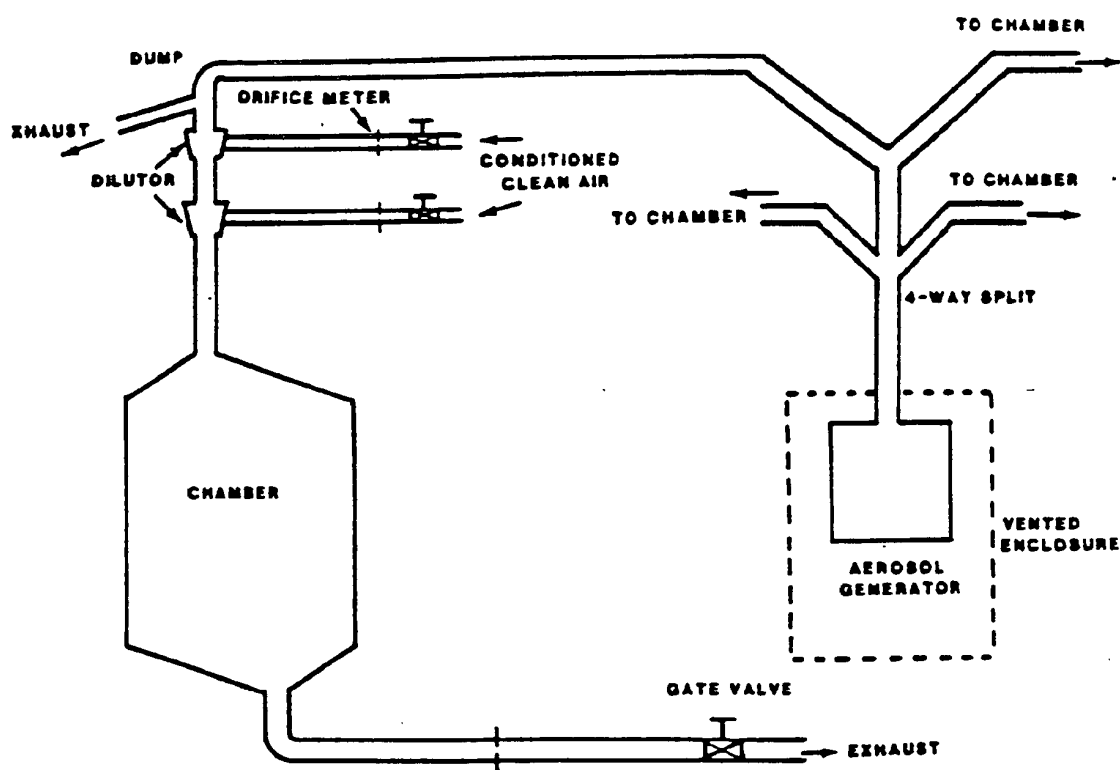 TO CHAMBER
DUMP
ORIFICE METER
XHAUST
CONDITIONED
CLEAN AIR
DILUTOR
TO CHAMBER
TO CHAMBER
4-WAY SPLIT
CHAMBER
VENTED
ENCLOSURE
AEROSOL
GENERATOR
GATE VALVE
EXHAUST